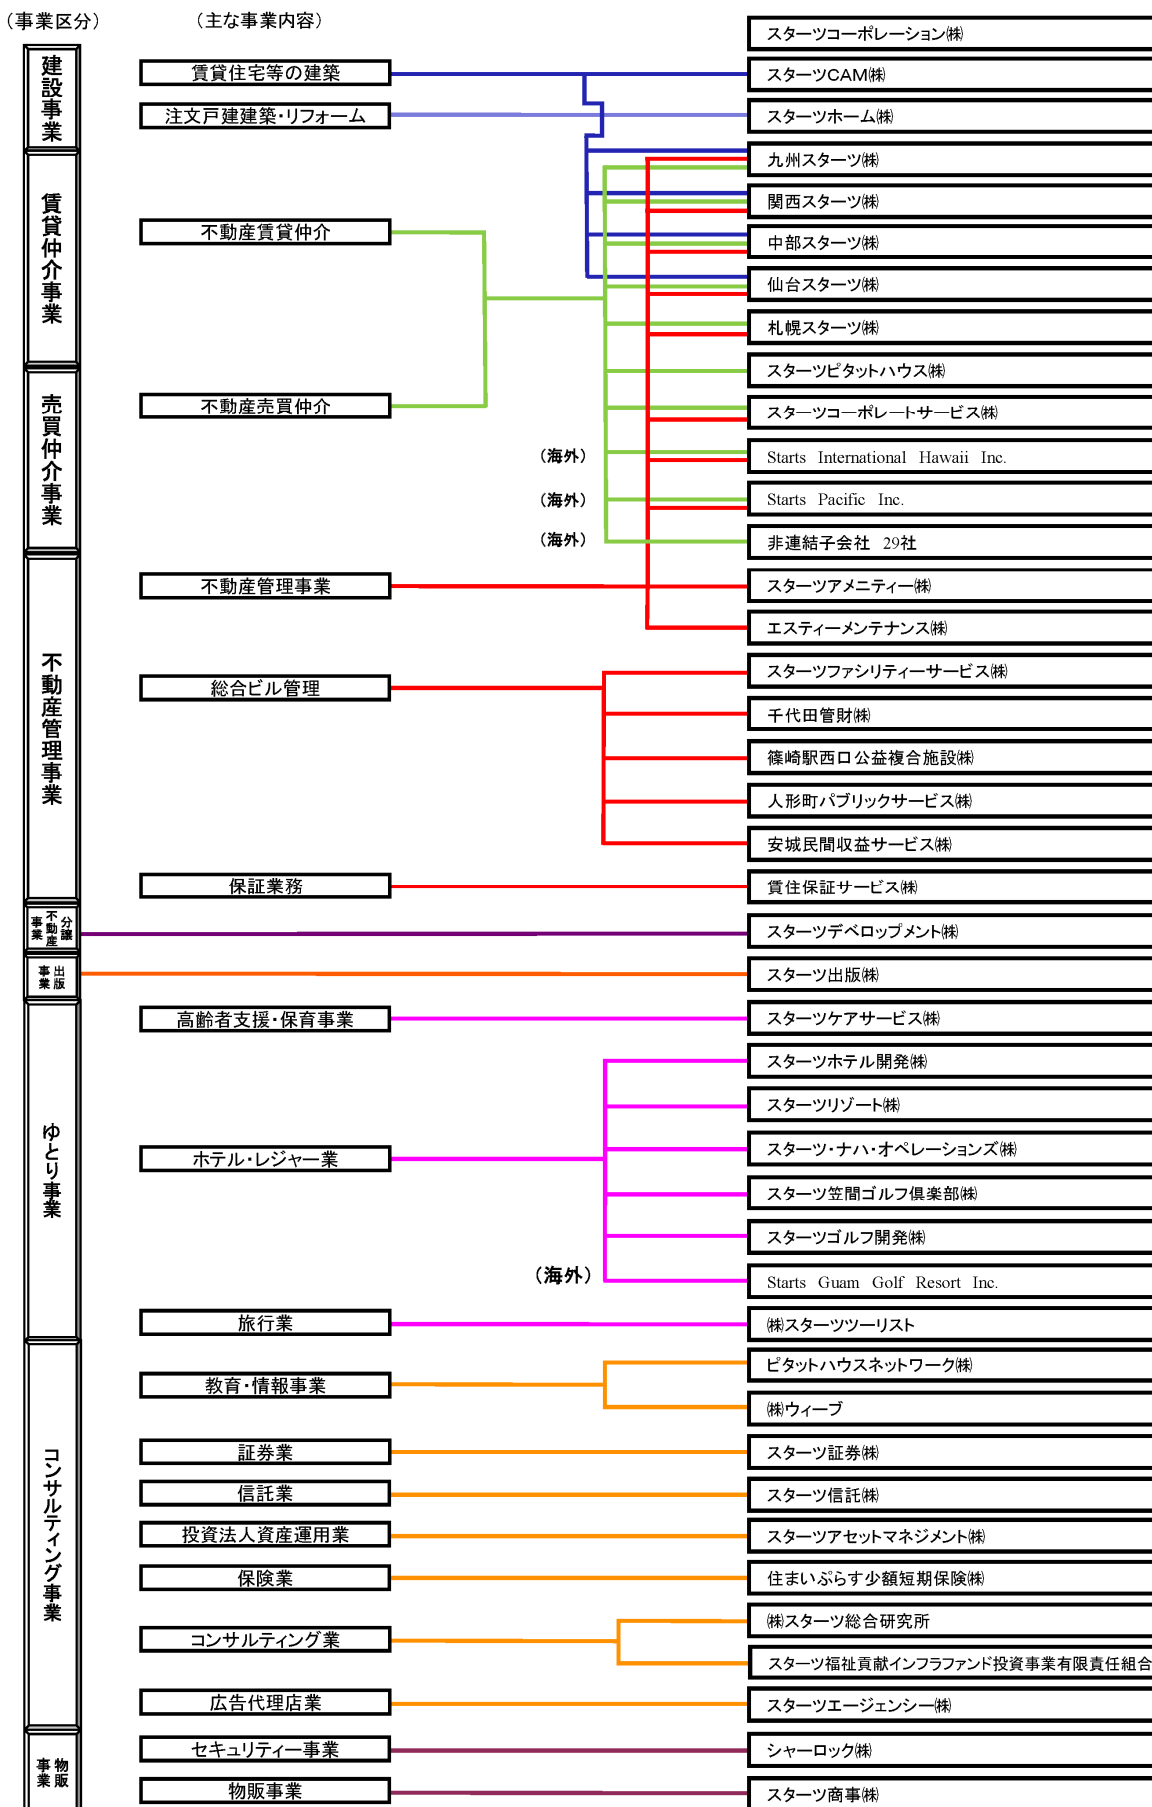 （事業区分）　（主な事業内容）
スターツコーポレーション㈱
建設事業
賃貸住宅等の建築
スターツCAM㈱
注文戸建建築・リフォーム
スターツホーム㈱
賃貸仲介事業
九州スターツ㈱
関西スターツ㈱
不動産賃貸仲介
中部スターツ㈱
仙台スターツ㈱
札幌スターツ㈱
売買仲介事業
スターツピタットハウス㈱
不動産売買仲介
スターツコーポレートサービス㈱
（海外）
Starts International Hawaii Inc.
（海外）
Starts Pacific Inc.
（海外）
非連結子会社 29社
不動産管理事業
不動産管理事業
スターツアメニティー㈱
エスティーメンテナンス㈱
総合ビル管理
スターツファシリティーサービス㈱
千代田管財㈱
篠崎駅西口公益複合施設㈱
人形町パブリックサービス㈱
安城民間収益サービス㈱
保証業務
賃住保証サービス㈱
分譲不動産事業
スターツデベロップメント㈱
出版事業
スターツ出版㈱
ゆとり事業
高齢者支援・保育事業
スターツケアサービス㈱
スターツホテル開発㈱
スターツリゾート㈱
ホテル・レジャー業
スターツ・ナハ・オペレーションズ㈱
スターツ笠間ゴルフ倶楽部㈱
スターツゴルフ開発㈱
（海外）
Starts Guam Golf Resort Inc.
旅行業
㈱スターツツーリスト
コンサルティング事業
教育・情報事業
ピタットハウスネットワーク㈱
㈱ウィーブ
証券業
スターツ証券㈱
信託業
スターツ信託㈱
投資法人資産運用業
スターツアセットマネジメント㈱
保険業
住まいぷらす少額短期保険㈱
コンサルティング業
㈱スターツ総合研究所
スターツ福祉貢献インフラファンド投資事業有限責任組合
広告代理店業
スターツエージェンシー㈱
物販事業
セキュリティー事業
シャーロック㈱
物販事業
スターツ商事㈱